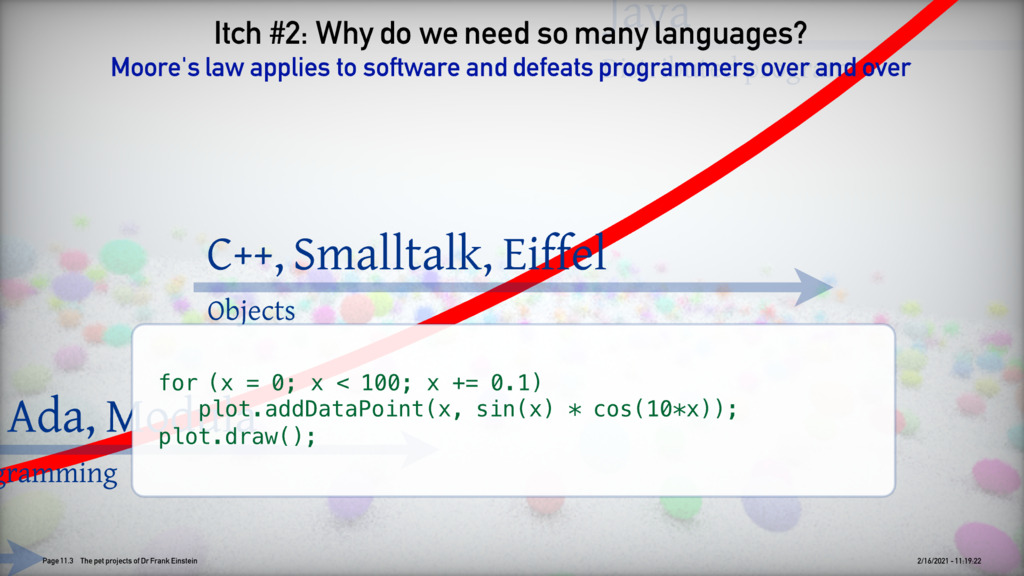 Java
Itch #2: Why do we need so many languages?
Moore's law applies to software and defeats programmers over and over
C++, Smalltalk, Eiffel
Objects
for (x = 0; x < 100; x += 0.1)
plot.addDataPoint(x, sin(x) * cos(10*x));
plot.draw();
Ada, Modula
gramming
Page 11.3 The pet projects of Dr Frank Einstein
2/16/2021 - 11:19:22